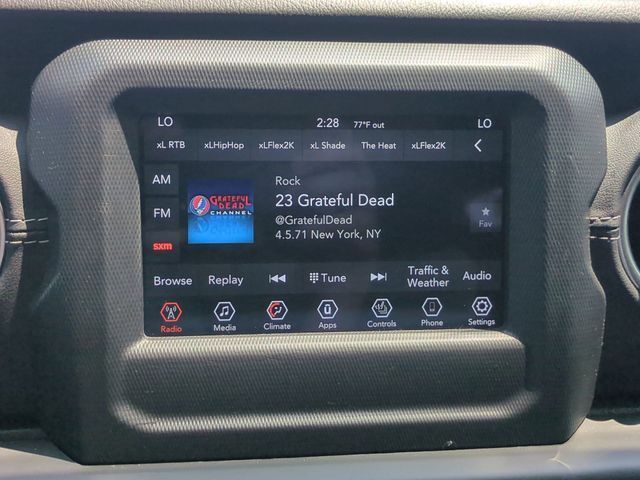 LO 2:28 77°F out LO
xL RTB xLHipHop xLFlex2K xL Shade The Heat xLFlex2K
AM
FM
sxm
GRATEFUL
DEAD
CHANNEL
Rock
23 Grateful Dead
@GratefulDead
4.5.71 New York, NY
Fav
Browse Replay Tune Traffic & Weather Audio
Radio Media Climate Apps Controls Phone Settings